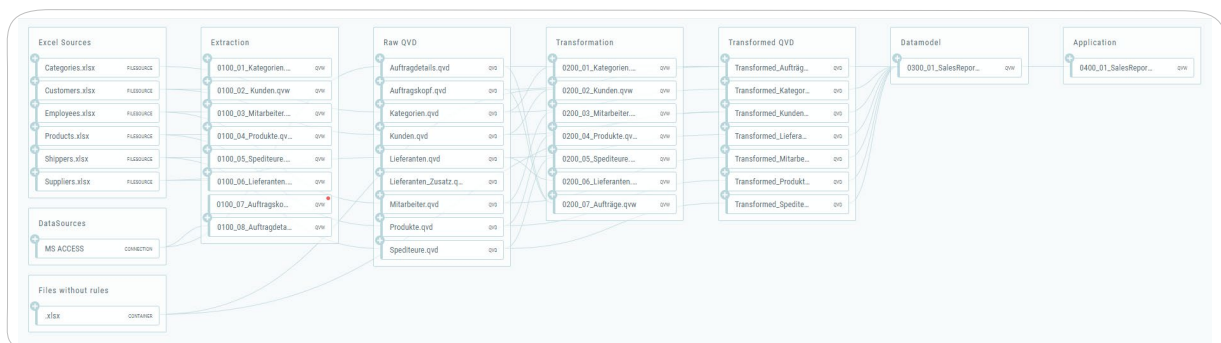 Excel Sources
Categories.xlsx FILESOURCE
Customers.xlsx FILESOURCE
Employees.xlsx FILESOURCE
Products.xlsx FILESOURCE
Shippers.xlsx FILESOURCE
Suppliers.xlsx FILESOURCE
DataSources
MS ACCESS CONNECTION
Files without rules
.xlsx CONTAINER
Extraction
0100_01_Kategorien.... QVW
0100_02_ Kunden.qvw QVW
0100_03_Mitarbeiter.... QVW
0100_04_Produkte.qv... QVW
0100_05_Spediteure.... QVW
0100_06_Lieferanten.... QVW
0100_07_Auftragsko... QVW
0100_08_Auftragdeta... QVW
Raw QVD
Auftragdetails.qvd QVD
Auftragskopf.qvd QVD
Kategorien.qvd QVD
Kunden.qvd QVD
Lieferanten.qvd QVD
Lieferanten_Zusatz.q... QVD
Mitarbeiter.qvd QVD
Produkte.qvd QVD
Spediteure.qvd QVD
Transformation
0200_01_Kategorien.... QVW
0200_02_Kunden.qvw QVW
0200_03_Mitarbeiter.... QVW
0200_04_Produkte.qv... QVW
0200_05_Spediteure.... QVW
0200_06_Lieferanten.... QVW
0200_07_Aufträge.qvw QVW
Transformed QVD
Transformed_Aufträg... QVD
Transformed_Kategor... QVD
Transformed_Kunden... QVD
Transformed_Liefera... QVD
Transformed_Mitarbe... QVD
Transformed_Produkt... QVD
Transformed_Spedite... QVD
Datamodel
0300_01_SalesRepor... QVW
Application
0400_01_SalesRepor... QVW